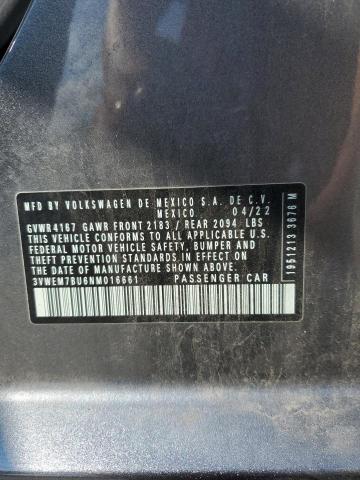 MFD BY VOLKSWAGEN DE MEXICO S.A. DE C.V.
MEXICO. 04/22
GVWR 4167 GAWR FRONT 2183 / REAR 2094 LBS
THIS VEHICLE CONFORMS TO ALL APPLICABLE U.S.A.
FEDERAL MOTOR VEHICLE SAFETY, BUMPER AND
THEFT PREVENTION STANDARDS IN EFFECT ON THE
DATE OF MANUFACTURE SHOWN ABOVE.
3VWEM7BU6NM016661 PASSENGER CAR
1951213 3676 M